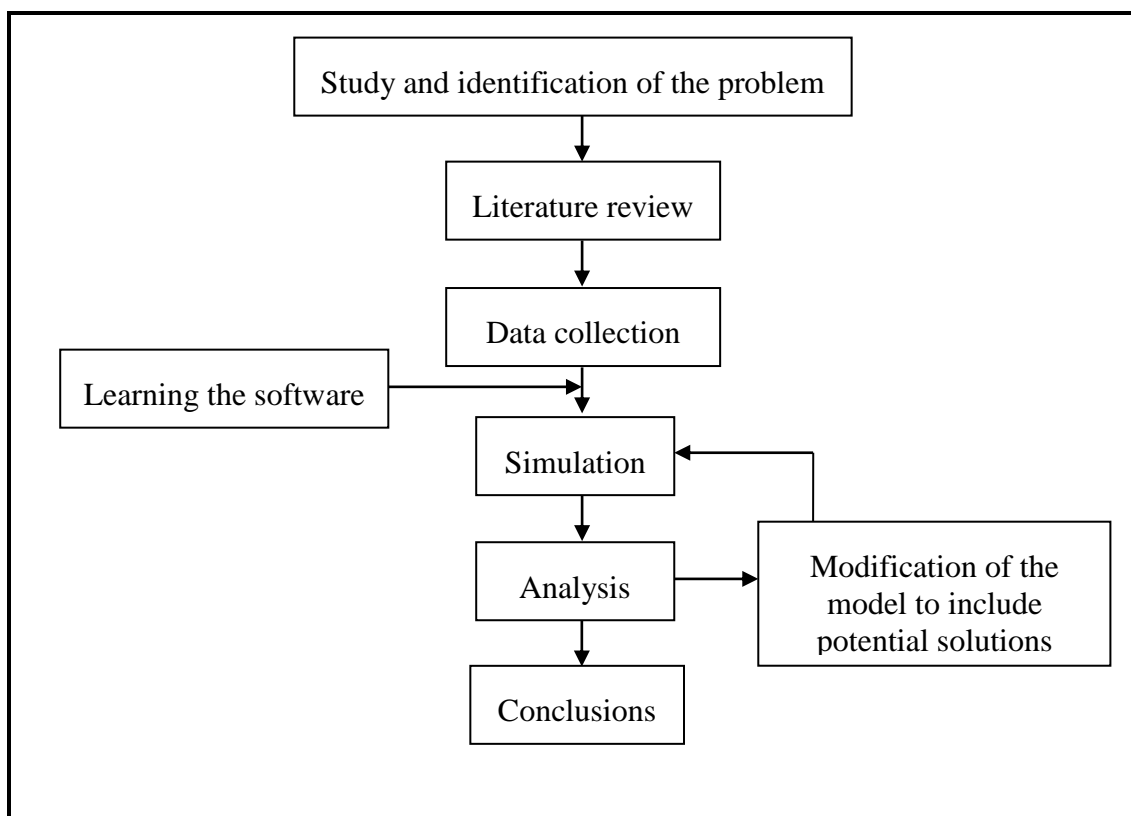 Study and identification of the problem
Literature review
Data collection
Learning the software
Simulation
Analysis
Modification of the
model to include
potential solutions
Conclusions